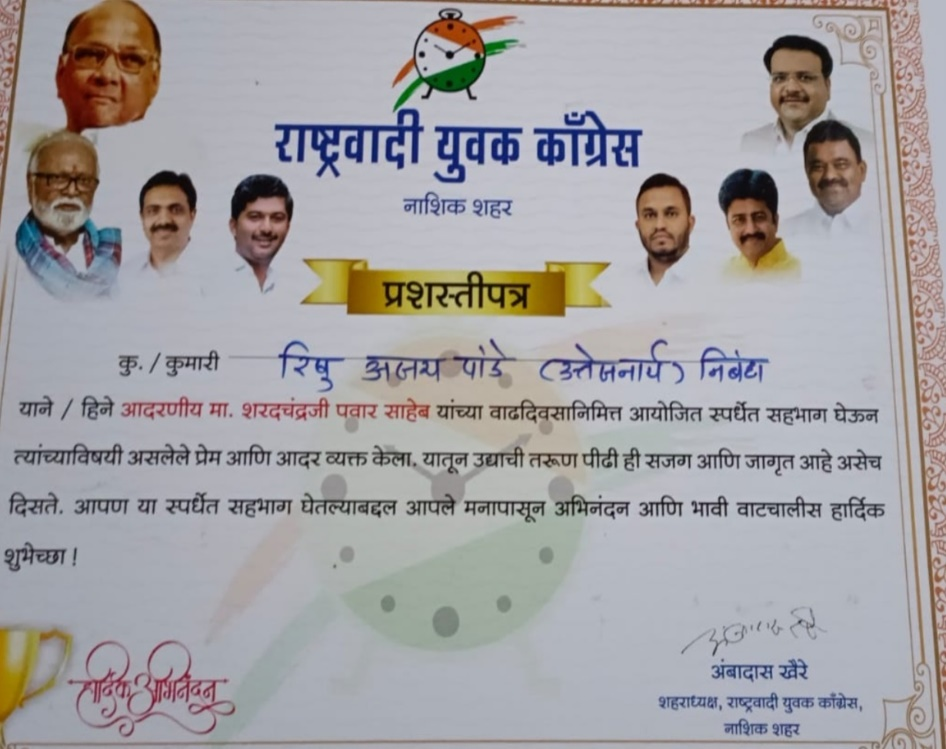 राष्ट्रवादी युवक काँग्रेस
नाशिक शहर
प्रशस्तीपत्र
कु. / कुमारी रिषु अजय पांडे (उत्तेजनार्थ) निबंध
याने / हिने आदरणीय मा. शरदचंद्रजी पवार साहेब यांच्या वाढदिवसानिमित्त आयोजित स्पर्धेत सहभाग घेऊन
त्यांच्याविषयी असलेले प्रेम आणि आदर व्यक्त केला. यातून उद्याची तरूण पीढी ही सजग आणि जागृत आहे असेच
दिसते. आपण या स्पर्धेत सहभाग घेतल्याबद्दल आपले मनापासून अभिनंदन आणि भावी वाटचालीस हार्दिक
शुभेच्छा !
हार्दिक अभिनंदन
अंबादास खैरे
शहराध्यक्ष, राष्ट्रवादी युवक काँग्रेस,
नाशिक शहर